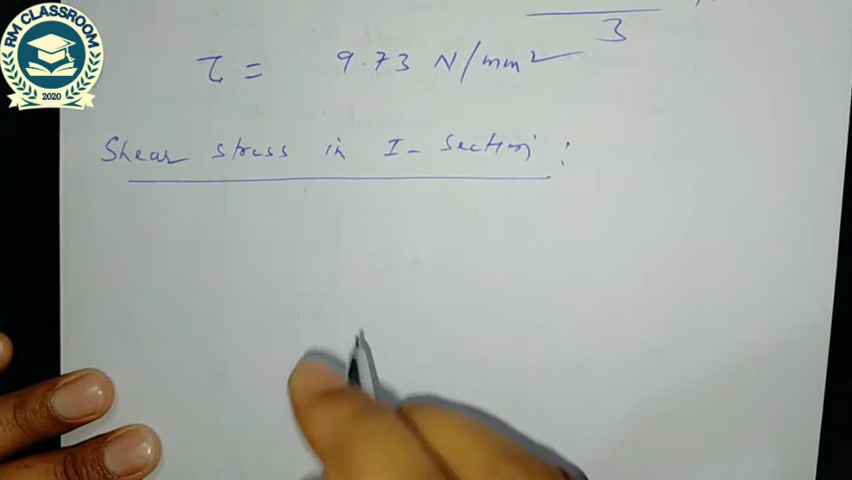 RM CLASSROOM
2020
3
τ = 9.73 N/mm²
Shear stress in I-Section: